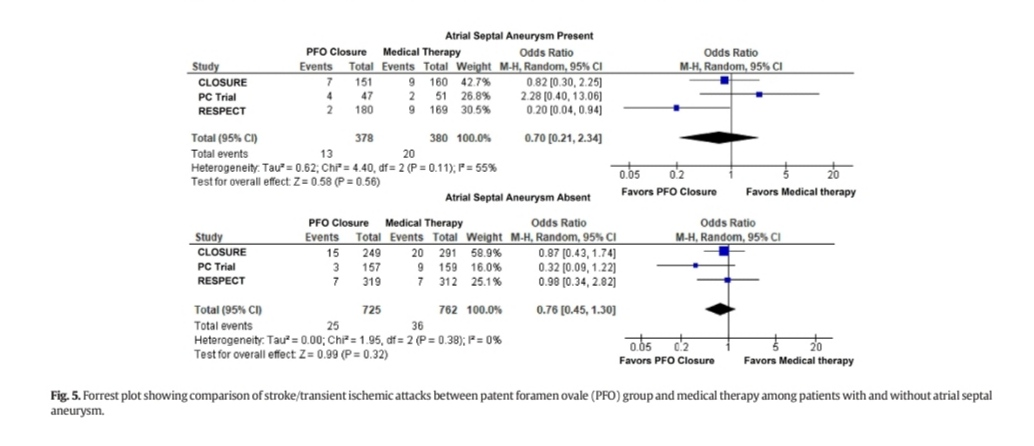 Atrial Septal Aneurysm Present
PFO Closure Medical Therapy Odds Ratio Odds Ratio
Study Events Total Events Total Weight M-H, Random, 95% CI M-H, Random, 95% CI
CLOSURE 7 151 9 160 42.7% 0.82 [0.30, 2.25]
PC Trial 4 47 2 51 26.8% 2.28 [0.40, 13.06]
RESPECT 2 180 9 169 30.5% 0.20 [0.04, 0.94]
Total (95% CI) 378 380 100.0% 0.70 [0.21, 2.34]
Total events 13 20
Heterogeneity: Tau² = 0.62; Chi² = 4.40, df = 2 (P = 0.11); I² = 55%
Test for overall effect: Z = 0.58 (P = 0.56)
0.05 0.2 1 5 20
Favors PFO Closure Favors Medical therapy
Atrial Septal Aneurysm Absent
PFO Closure Medical Therapy Odds Ratio Odds Ratio
Study Events Total Events Total Weight M-H, Random, 95% CI M-H, Random, 95% CI
CLOSURE 15 249 20 291 58.9% 0.87 [0.43, 1.74]
PC Trial 3 157 9 159 16.0% 0.32 [0.09, 1.22]
RESPECT 7 319 7 312 25.1% 0.98 [0.34, 2.82]
Total (95% CI) 725 762 100.0% 0.76 [0.45, 1.30]
Total events 25 36
Heterogeneity: Tau² = 0.00; Chi² = 1.95, df = 2 (P = 0.38); I² = 0%
Test for overall effect: Z = 0.99 (P = 0.32)
0.05 0.2 1 5 20
Favors PFO Closure Favors Medical therapy
Fig. 5. Forrest plot showing comparison of stroke/transient ischemic attacks between patent foramen ovale (PFO) group and medical therapy among patients with and without atrial septal
aneurysm.